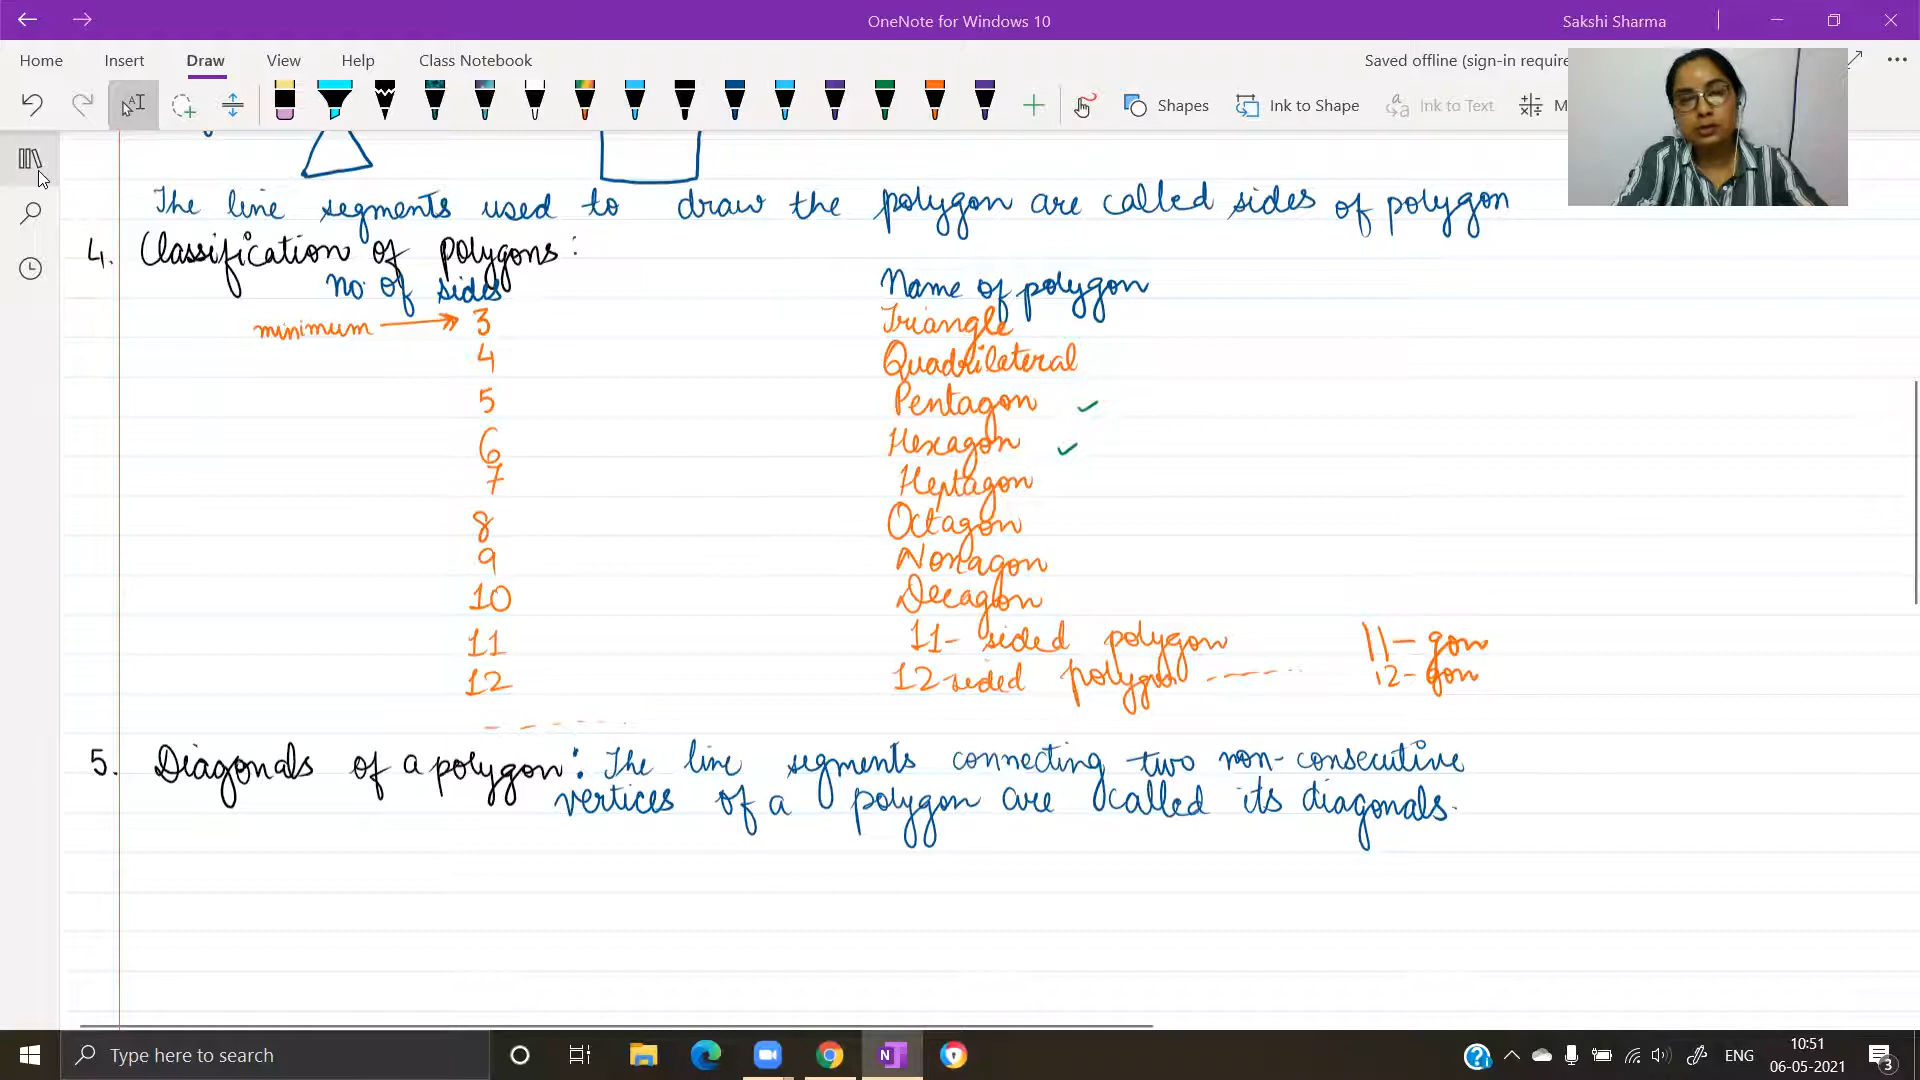 OneNote for Windows 10
Sakshi Sharma
Home Insert Draw View Help Class Notebook
Saved offline (sign-in require
Shapes Ink to Shape Ink to Text M
The line segments used to draw the polygon are called sides of polygon
4. Classification of polygons:
no. of sides Name of polygon
minimum 3 Triangle
4 Quadrilateral
5 Pentagon ✓
6 Hexagon ✓
7 Heptagon
8 Octagon
9 Nonagon
10 Decagon
11 11- sided polygon 11-gon
12 12-sided polygon ------ 12-gon
------
5. Diagonals of a polygon: The line segments connecting two non-consecutive
vertices of a polygon are called its diagonals.
Type here to search
ENG
10:51
06-05-2021
3